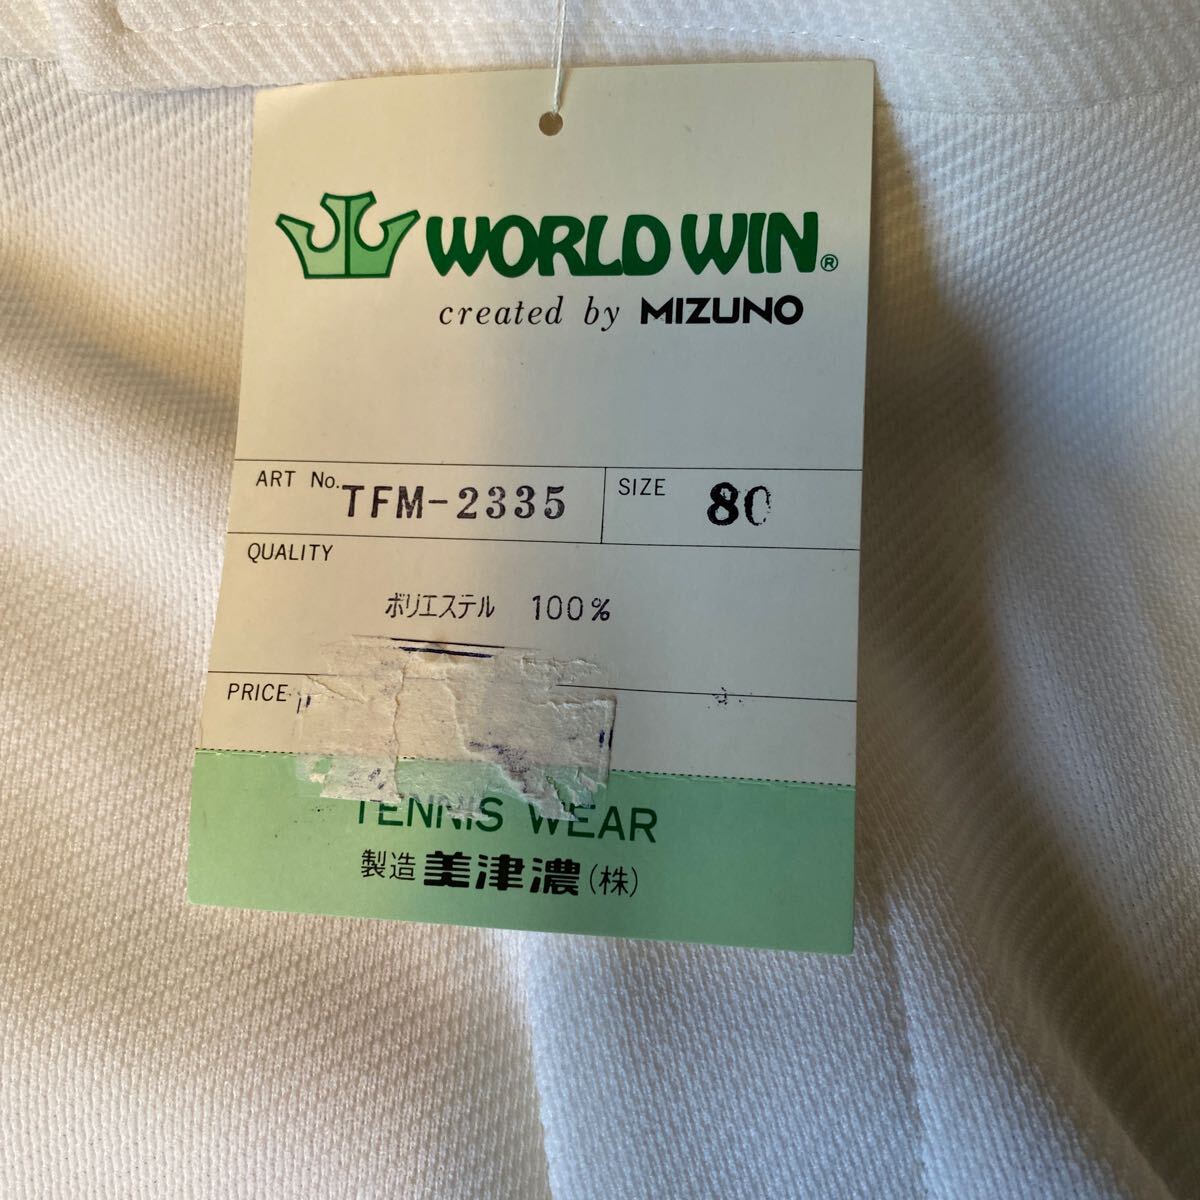 WORLD WIN®
created by MIZUNO
ART No. TFM-2335 SIZE 80
QUALITY
ポリエステル 100%
PRICE
TENNIS WEAR
製造 美津濃(株)